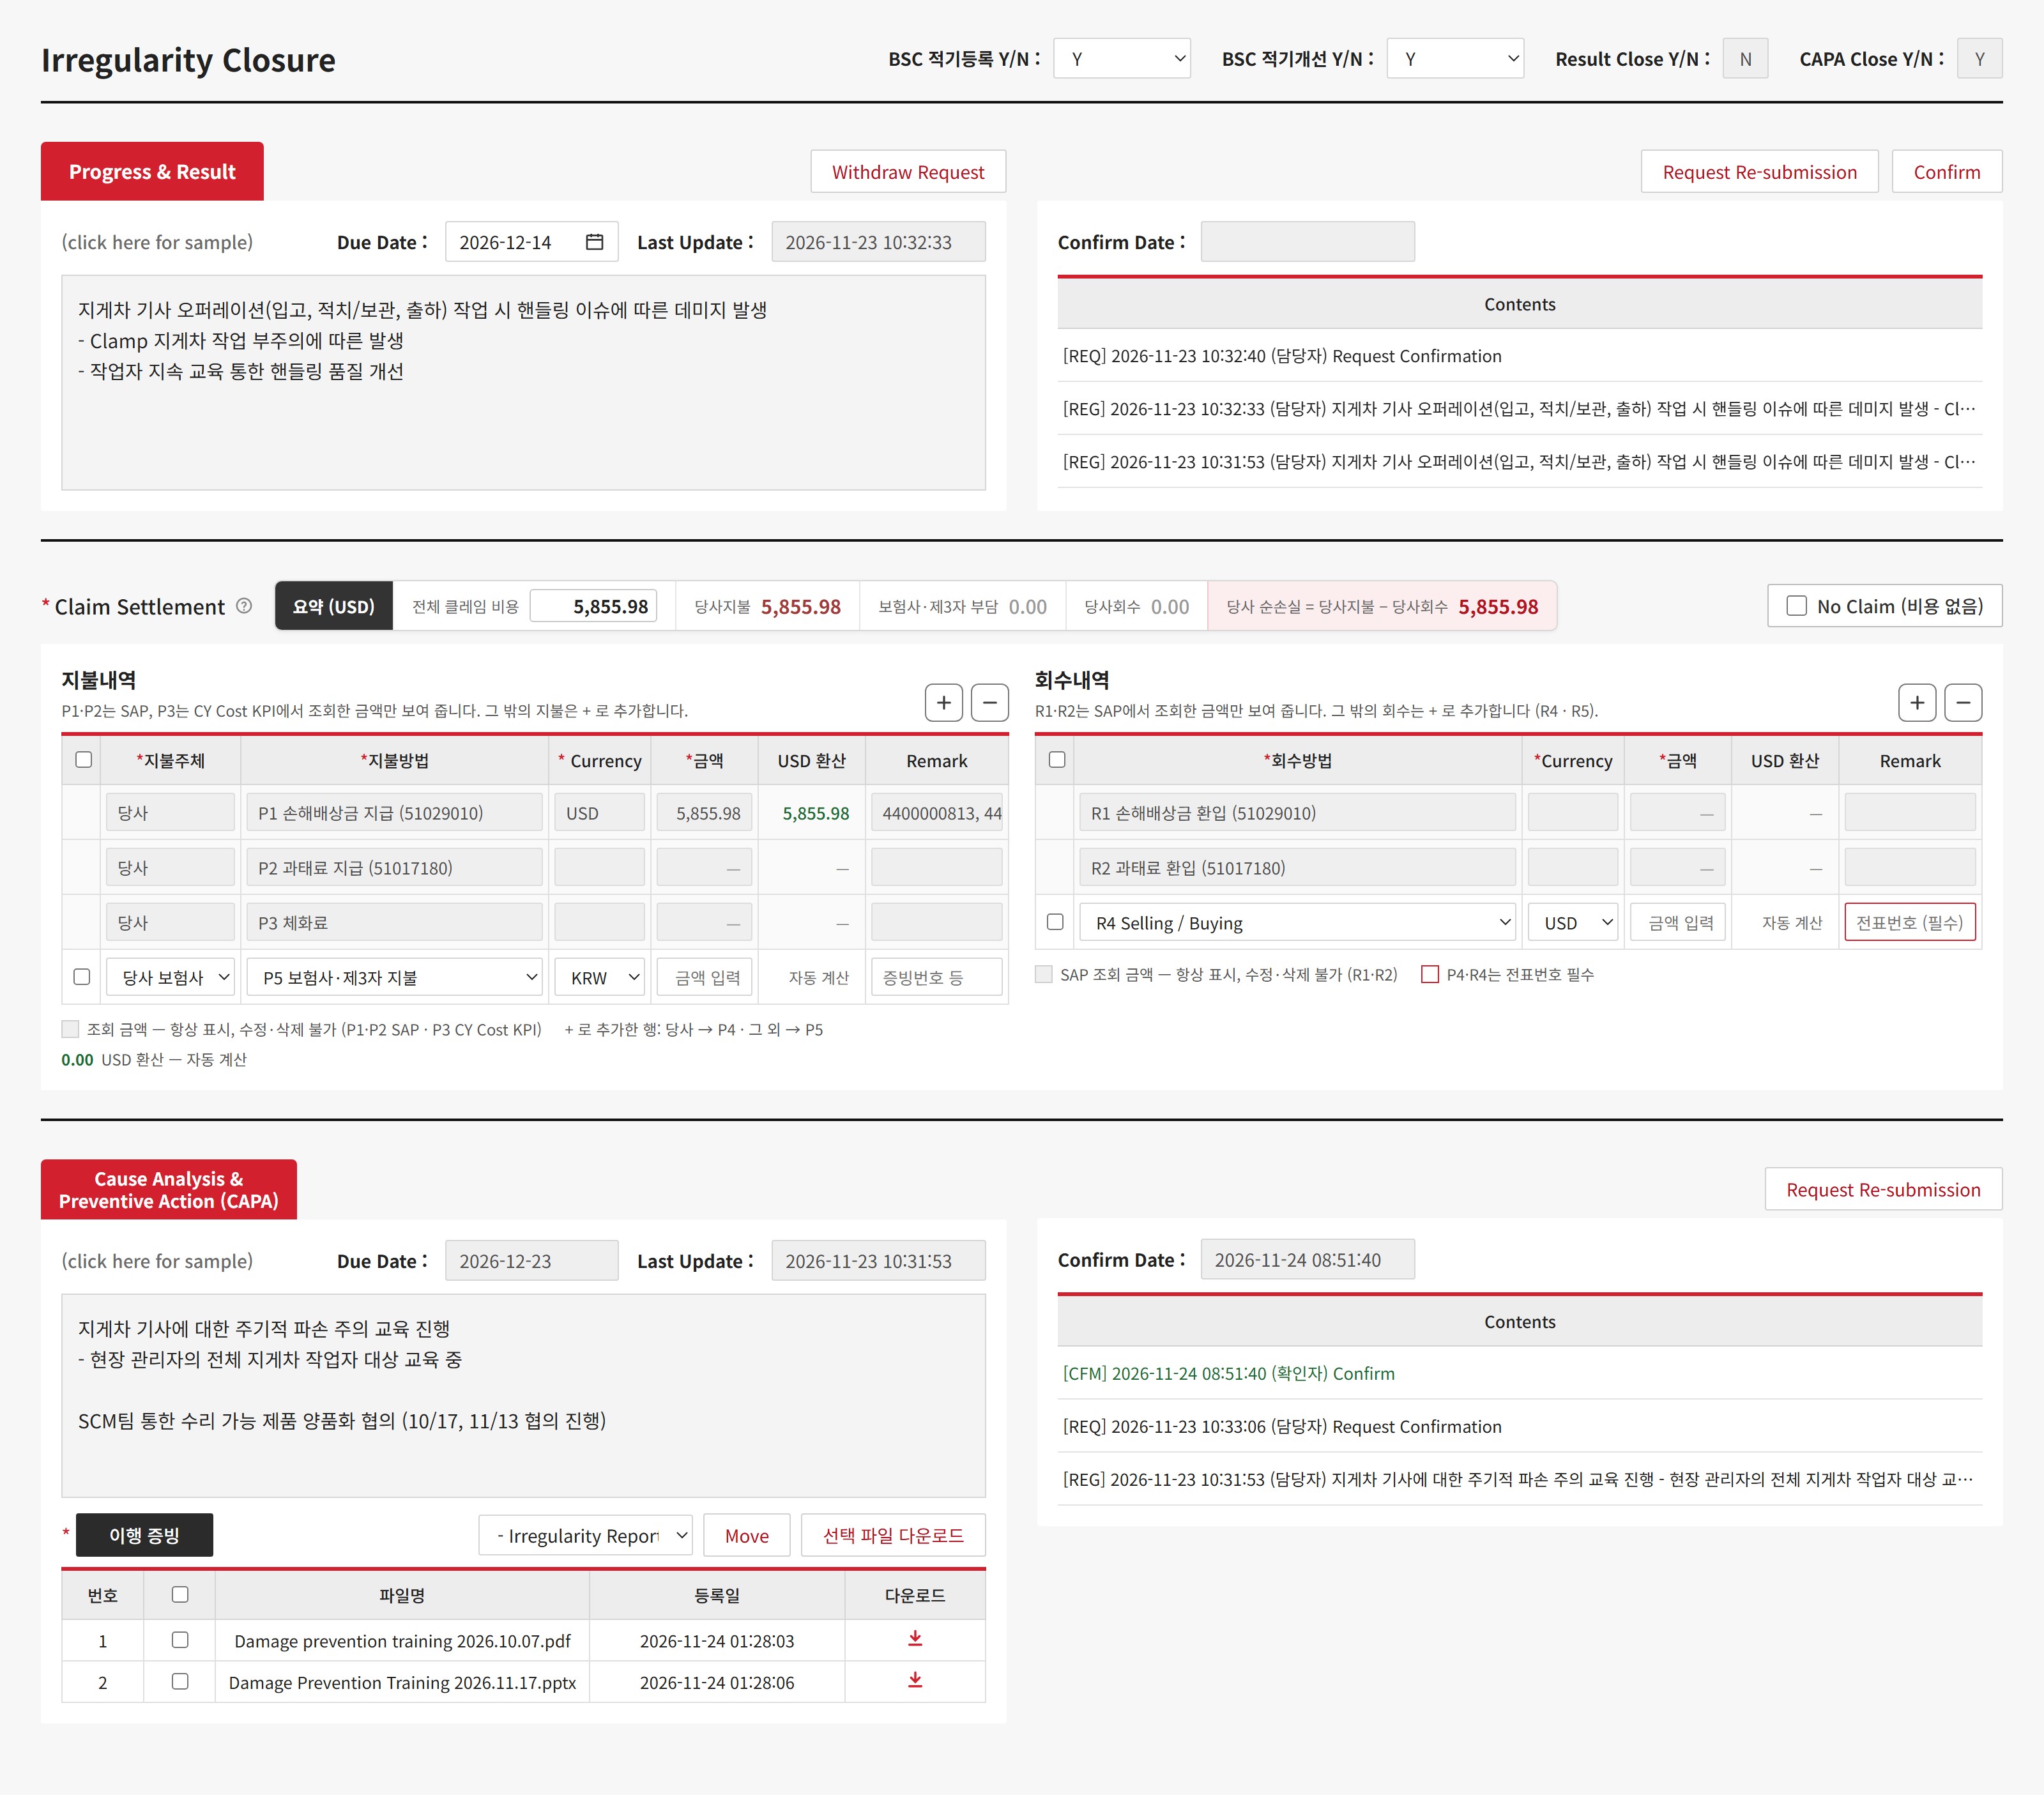 Irregularity Closure
BSC 적기등록 Y/N : Y
BSC 적기개선 Y/N : Y
Result Close Y/N : N
CAPA Close Y/N : Y
Progress & Result
Withdraw Request
Request Re-submission
Confirm
(click here for sample)
Due Date : 2026-12-14
Last Update : 2026-11-23 10:32:33
지게차 기사 오퍼레이션(입고, 적치/보관, 출하) 작업 시 핸들링 이슈에 따른 데미지 발생
- Clamp 지게차 작업 부주의에 따른 발생
- 작업자 지속 교육 통한 핸들링 품질 개선
Confirm Date :
Contents
[REQ] 2026-11-23 10:32:40 (담당자) Request Confirmation
[REG] 2026-11-23 10:32:33 (담당자) 지게차 기사 오퍼레이션(입고, 적치/보관, 출하) 작업 시 핸들링 이슈에 따른 데미지 발생 - Cl…
[REG] 2026-11-23 10:31:53 (담당자) 지게차 기사 오퍼레이션(입고, 적치/보관, 출하) 작업 시 핸들링 이슈에 따른 데미지 발생 - Cl…
* Claim Settlement ?
요약 (USD)
전체 클레임 비용 5,855.98
당사지불 5,855.98
보험사·제3자 부담 0.00
당사회수 0.00
당사 순손실 = 당사지불 − 당사회수 5,855.98
No Claim (비용 없음)
지불내역
P1·P2는 SAP, P3는 CY Cost KPI에서 조회한 금액만 보여 줍니다. 그 밖의 지불은 + 로 추가합니다.
+ −
*지불주체 *지불방법 * Currency *금액 USD 환산 Remark
당사 P1 손해배상금 지급 (51029010) USD 5,855.98 5,855.98 4400000813, 44
당사 P2 과태료 지급 (51017180) — —
당사 P3 체화료 — —
당사 보험사 P5 보험사·제3자 지불 KRW 금액 입력 자동 계산 증빙번호 등
조회 금액 — 항상 표시, 수정·삭제 불가 (P1·P2 SAP · P3 CY Cost KPI) + 로 추가한 행: 당사 → P4 · 그 외 → P5
0.00 USD 환산 — 자동 계산
회수내역
R1·R2는 SAP에서 조회한 금액만 보여 줍니다. 그 밖의 회수는 + 로 추가합니다 (R4 · R5).
+ −
*회수방법 *Currency *금액 USD 환산 Remark
R1 손해배상금 환입 (51029010) — —
R2 과태료 환입 (51017180) — —
R4 Selling / Buying USD 금액 입력 자동 계산 전표번호 (필수)
SAP 조회 금액 — 항상 표시, 수정·삭제 불가 (R1·R2) P4·R4는 전표번호 필수
Cause Analysis &
Preventive Action (CAPA)
Request Re-submission
(click here for sample)
Due Date : 2026-12-23
Last Update : 2026-11-23 10:31:53
지게차 기사에 대한 주기적 파손 주의 교육 진행
- 현장 관리자의 전체 지게차 작업자 대상 교육 중
SCM팀 통한 수리 가능 제품 양품화 협의 (10/17, 11/13 협의 진행)
Confirm Date : 2026-11-24 08:51:40
Contents
[CFM] 2026-11-24 08:51:40 (확인자) Confirm
[REQ] 2026-11-23 10:33:06 (담당자) Request Confirmation
[REG] 2026-11-23 10:31:53 (담당자) 지게차 기사에 대한 주기적 파손 주의 교육 진행 - 현장 관리자의 전체 지게차 작업자 대상 교…
* 이행 증빙
- Irregularity Report
Move
선택 파일 다운로드
번호 파일명 등록일 다운로드
1 Damage prevention training 2026.10.07.pdf 2026-11-24 01:28:03
2 Damage Prevention Training 2026.11.17.pptx 2026-11-24 01:28:06